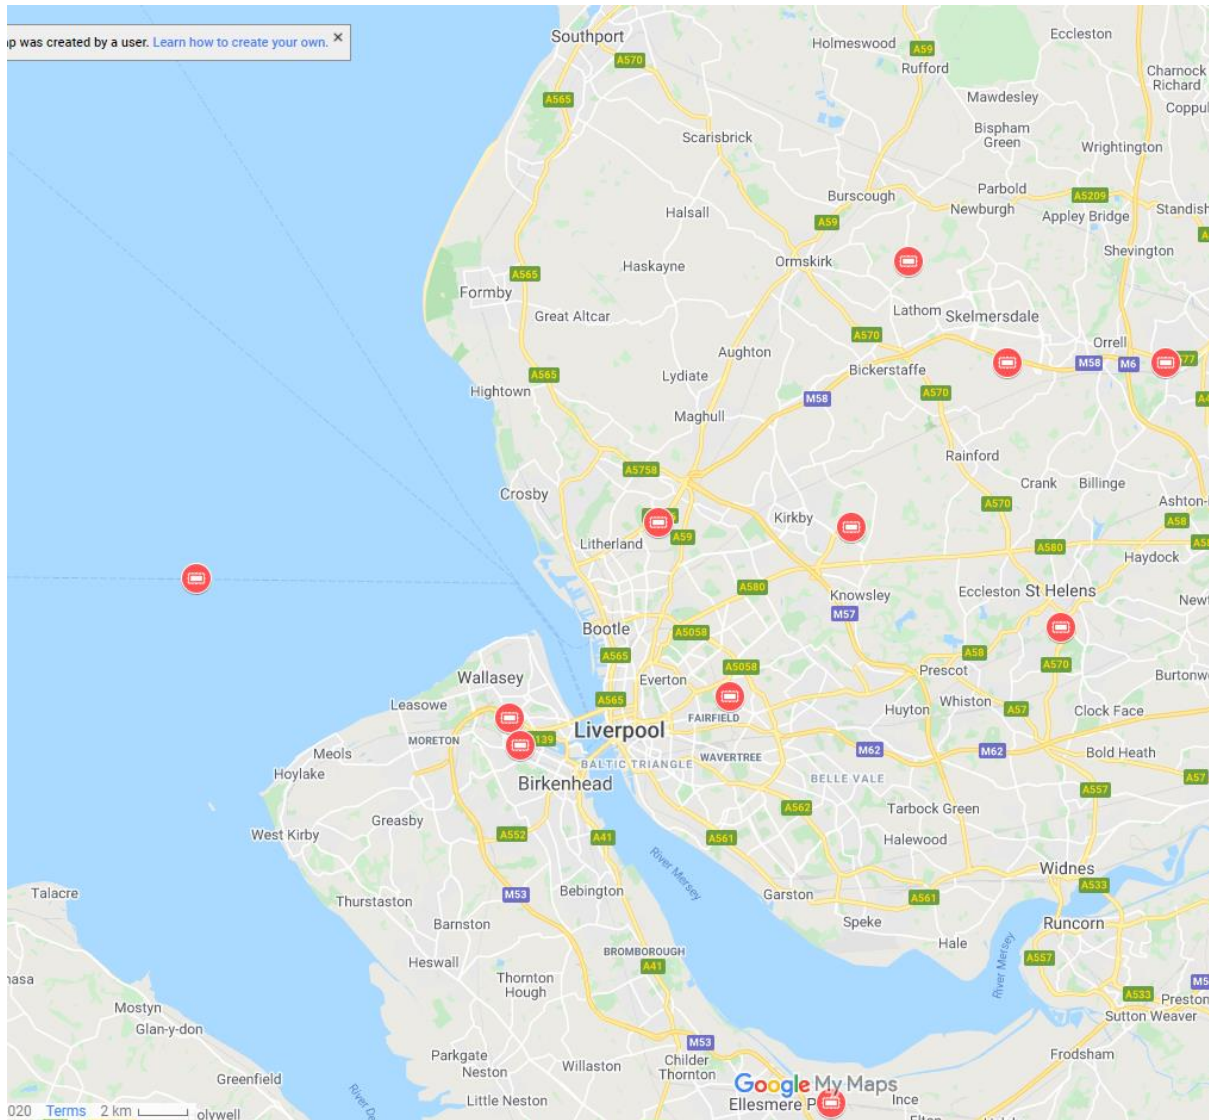 Southport
Holmeswood
A59
Rufford
Eccleston
ap was created by a user. Learn how to create your own. ×
A570
Charnock
Richard
A565
Mawdesley
Coppul
Bispham
Green
Scarisbrick
Wrightington
Burscough
Parbold
A5209
Newburgh
Appley Bridge
Standish
Halsall
A59
Shevington
Haskayne
Ormskirk
A565
Formby
Lathom
Skelmersdale
Great Altcar
A570
Orrell
Aughton
M58
M6
Bickerstaffe
A565
Lydiate
Hightown
A570
M58
Maghull
Rainford
A5758
Crank
Billinge
Crosby
A570
Ashton-i
Kirkby
A58
Litherland
A59
A580
Haydock
A580
Knowsley
Eccleston
St Helens
M57
Bootle
A5058
A58
A565
A5058
A570
Prescot
Wallasey
Everton
Whiston
Leasowe
A565
Huyton
A57
Clock Face
FAIRFIELD
Liverpool
MORETON
M62
M62
Bold Heath
Meols
WAVERTREE
BALTIC TRIANGLE
Hoylake
BELLE VALE
A57
Birkenhead
A557
A562
Tarbock Green
Greasby
West Kirby
A552
A41
A561
Halewood
River Mersey
Widnes
Talacre
Bebington
M53
Garston
A533
Thurstaston
A561
Barnston
Speke
Runcorn
Hale
BROMBOROUGH
River Mersey
A557
Heswall
A41
Thornton
Hough
A533
Preston
Mostyn
Sutton Weaver
Glan-y-don
M53
Parkgate
Neston
Willaston
Childer
Thornton
Frodsham
Greenfield
Google My Maps
Little Neston
Ellesmere P
Ince
020 Terms 2 km
olywell